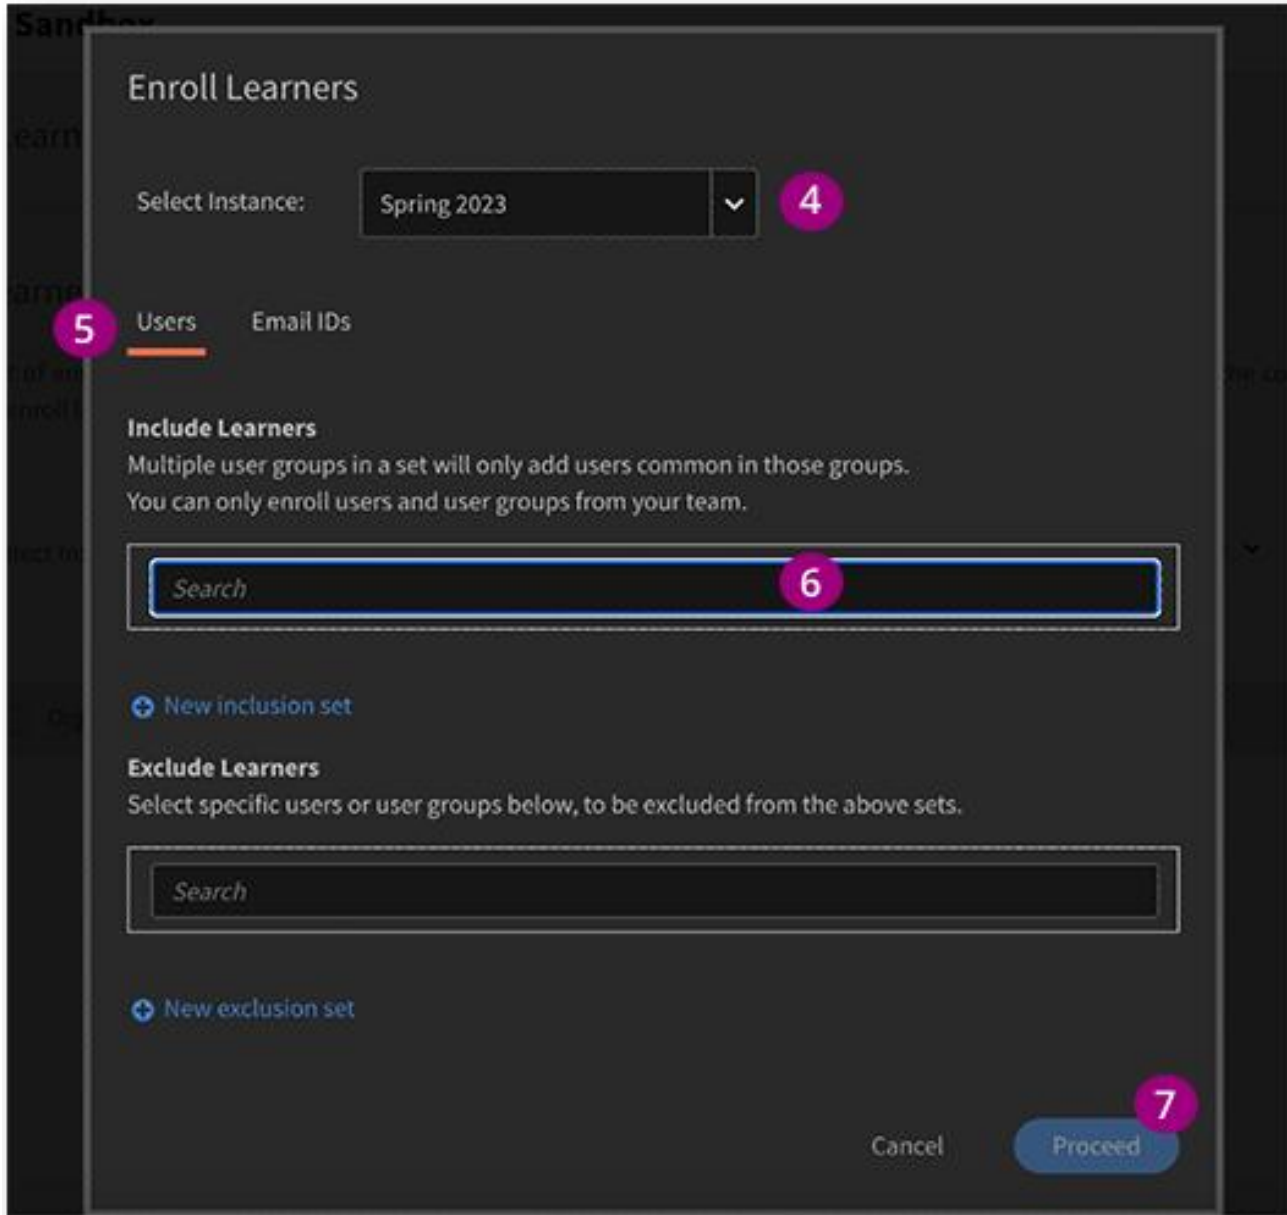 Sandbox
Enroll Learners
Select Instance:
Spring 2023
4
5
Users
Email IDs
Include Learners
Multiple user groups in a set will only add users common in those groups.
You can only enroll users and user groups from your team.
Search
6
New inclusion set
Exclude Learners
Select specific users or user groups below, to be excluded from the above sets.
Search
New exclusion set
7
Cancel
Proceed